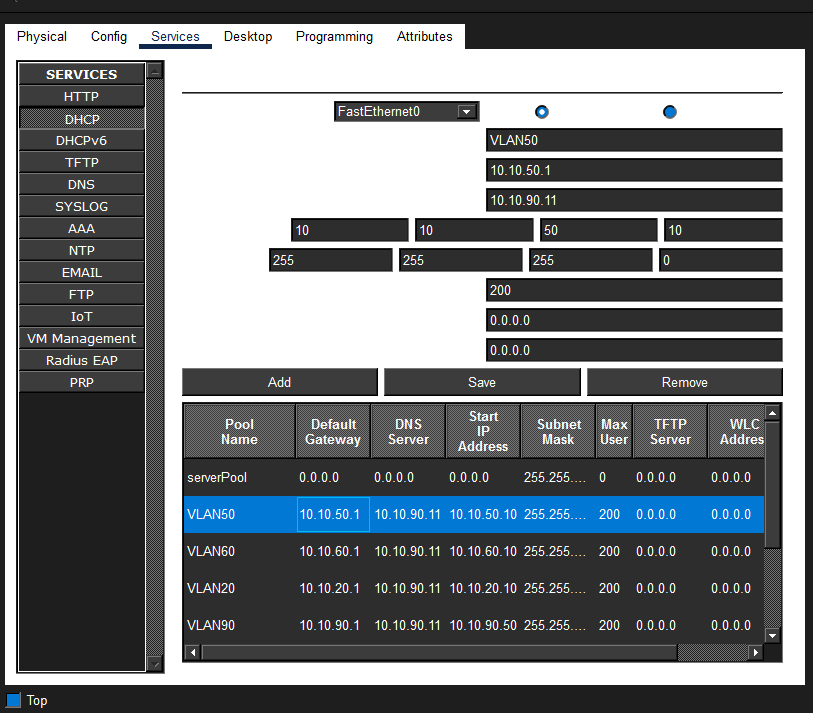 Physical Config Services Desktop Programming Attributes
SERVICES
HTTP
DHCP
DHCPv6
TFTP
DNS
SYSLOG
AAA
NTP
EMAIL
FTP
IoT
VM Management
Radius EAP
PRP
FastEthernet0
VLAN50
10.10.50.1
10.10.90.11
10 10 50 10
255 255 255 0
200
0.0.0.0
0.0.0.0
Add Save Remove
Pool Name Default Gateway DNS Server Start IP Address Subnet Mask Max User TFTP Server WLC Addres
serverPool 0.0.0.0 0.0.0.0 0.0.0.0 255.255.... 0 0.0.0.0 0.0.0.0
VLAN50 10.10.50.1 10.10.90.11 10.10.50.10 255.255.... 200 0.0.0.0 0.0.0.0
VLAN60 10.10.60.1 10.10.90.11 10.10.60.10 255.255.... 200 0.0.0.0 0.0.0.0
VLAN20 10.10.20.1 10.10.90.11 10.10.20.10 255.255.... 200 0.0.0.0 0.0.0.0
VLAN90 10.10.90.1 10.10.90.11 10.10.90.50 255.255.... 200 0.0.0.0 0.0.0.0
Top